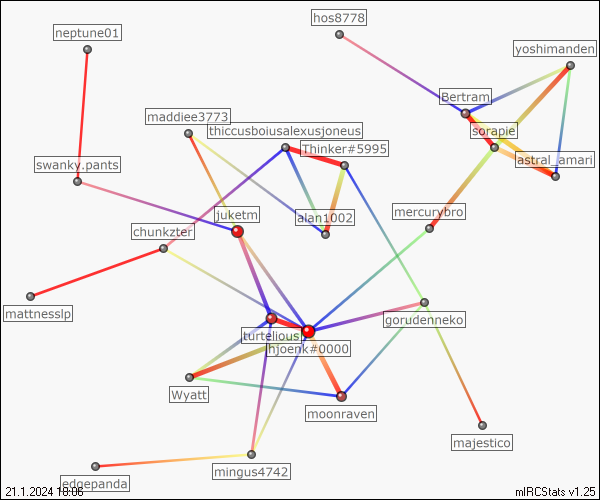 hos8778
neptune01
yoshimanden
Bertram
maddiee3773
thiccusboiusalexusjoneus
sorapie
Thinker#5995
astral_amari
swanky.pants
mercurybro
juketm
alan1002
chunkzter
mattnesslp
gorudenneko
turtelious
hjoenk#0000
Wyatt
moonraven
majestico
mingus4742
edgepanda
21.1.2024 10:06
mIRCStats v1.25